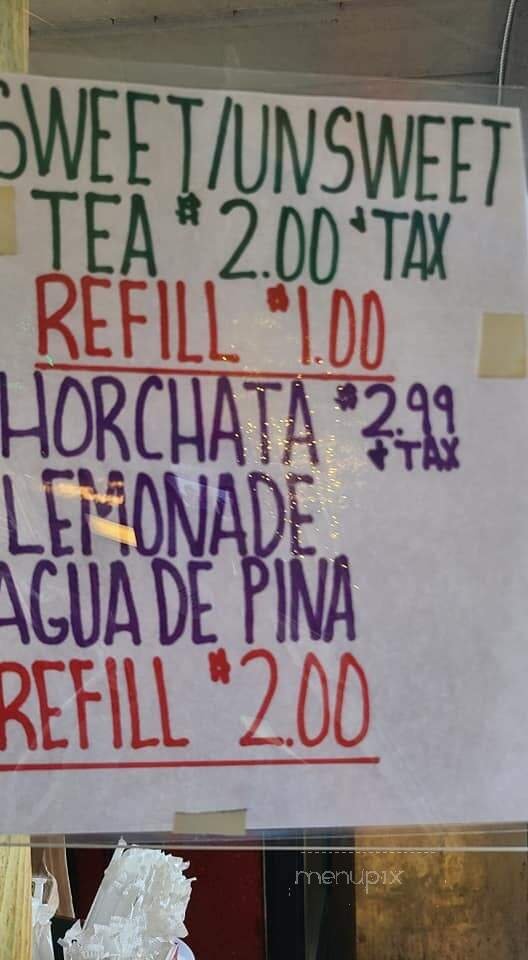 SWEET/UNSWEET
TEA $2.00 + TAX
REFILL $1.00
HORCHATA $2.99
+ TAX
LEMONADE
AGUA DE PINA
REFILL $2.00
menupix